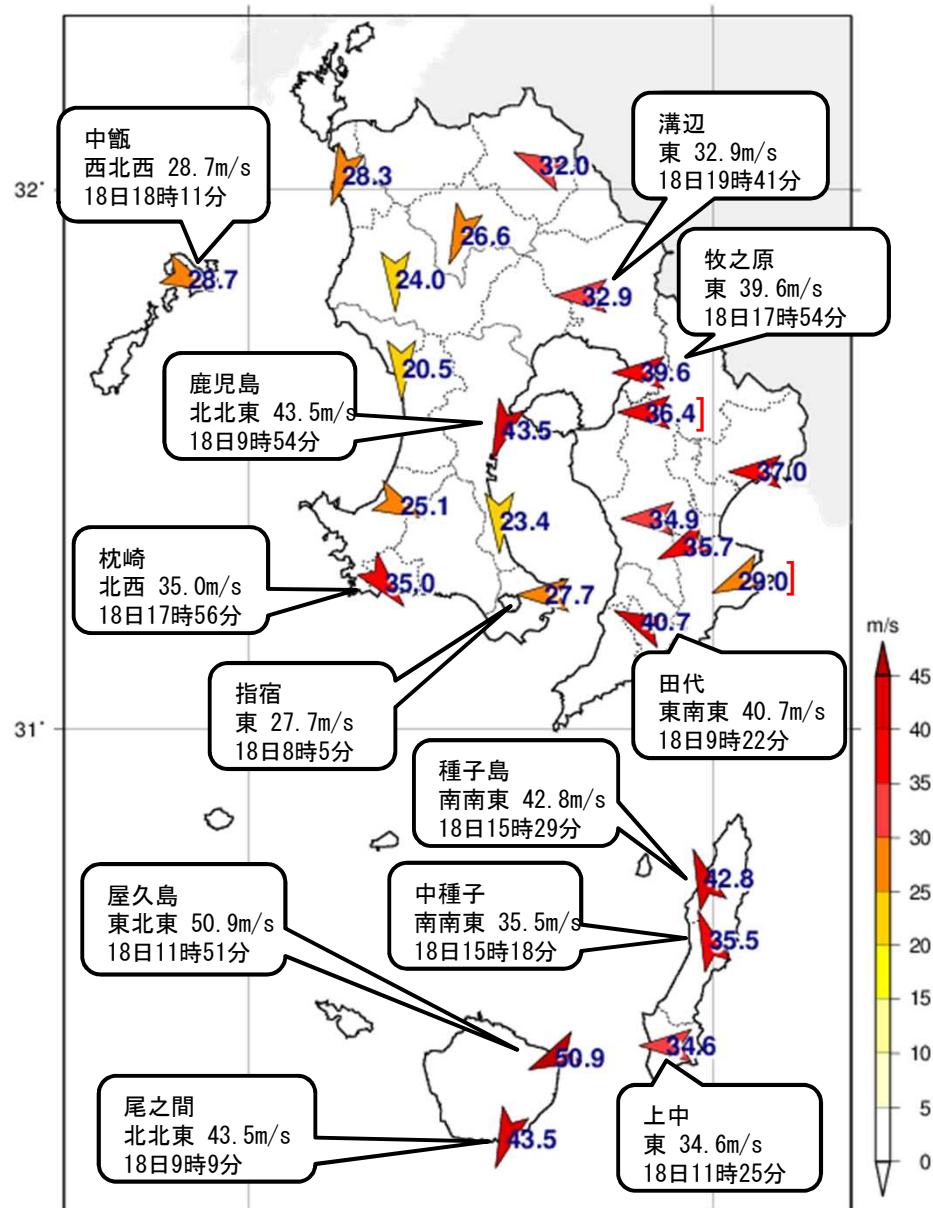 中甑
西北西 28.7m/s
18日18時11分
溝辺
東 32.9m/s
18日19時41分
牧之原
東 39.6m/s
18日17時54分
鹿児島
北北東 43.5m/s
18日9時54分
枕崎
北西 35.0m/s
18日17時56分
指宿
東 27.7m/s
18日8時5分
田代
東南東 40.7m/s
18日9時22分
種子島
南南東 42.8m/s
18日15時29分
中種子
南南東 35.5m/s
18日15時18分
屋久島
東北東 50.9m/s
18日11時51分
尾之間
北北東 43.5m/s
18日9時9分
上中
東 34.6m/s
18日11時25分
32°
31°
28.3
32.0
26.6
28.7
24.0
32.9
20.5
39.6
36.4]
43.5
37.0
25.1
23.4
34.9
35.7
35.0
27.7
29.0]
40.7
42.8
35.5
50.9
34.6
43.5
m/s
45
40
35
30
25
20
15
10
5
0